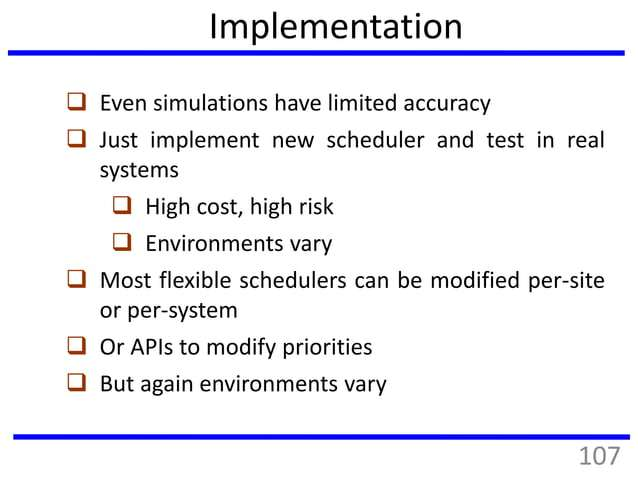 Implementation
Even simulations have limited accuracy
Just implement new scheduler and test in real
systems
High cost, high risk
Environments vary
Most flexible schedulers can be modified per-site
or per-system
Or APIs to modify priorities
But again environments vary
107